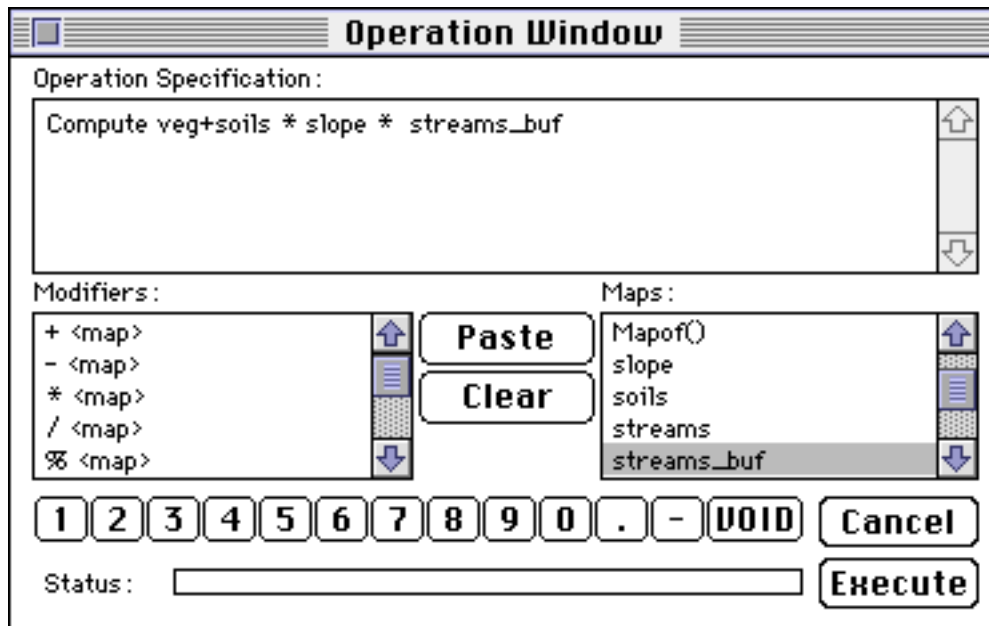 Operation Window
Operation Specification:
Compute veg+soils * slope * streams_buf
Modifiers:
+ <map>
- <map>
* <map>
/ <map>
% <map>
Paste
Clear
Maps:
Mapof()
slope
soils
streams
streams_buf
1 2 3 4 5 6 7 8 9 0 . - VOID Cancel
Status: Execute